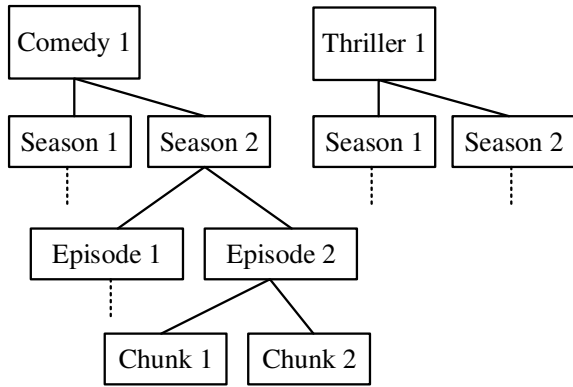 Comedy 1
Thriller 1
Season 1
Season 2
Season 1
Season 2
Episode 1
Episode 2
Chunk 1
Chunk 2